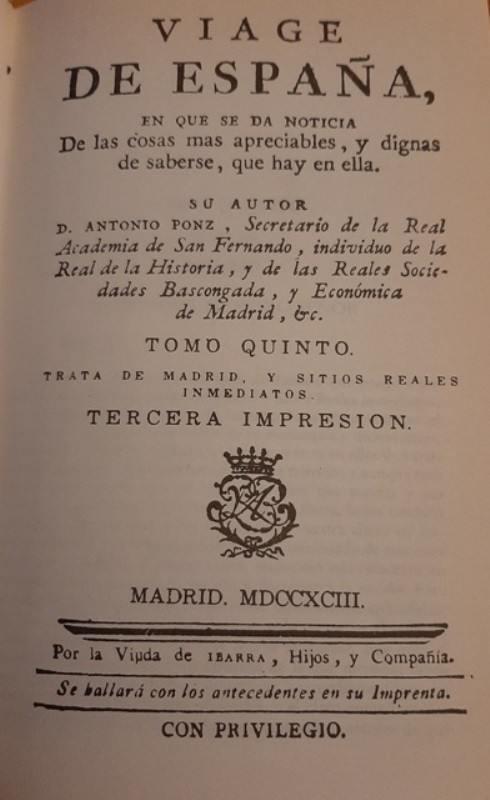 VIAGE
DE ESPAÑA,
EN QUE SE DA NOTICIA
De las cosas mas apreciables, y dignas
de saberse, que hay en ella.
SU AUTOR
D. ANTONIO PONZ, Secretario de la Real
Academia de San Fernando, individuo de la
Real de la Historia, y de las Reales Socie-
dades Bascongada, y Económica
de Madrid, &c.
TOMO QUINTO.
TRATA DE MADRID, Y SITIOS REALES
INMEDIATOS.
TERCERA IMPRESION.
MADRID. MDCCXCIII.
Por la Viuda de IBARRA, Hijos, y Compañía.
Se hallará con los antecedentes en su Imprenta.
CON PRIVILEGIO.